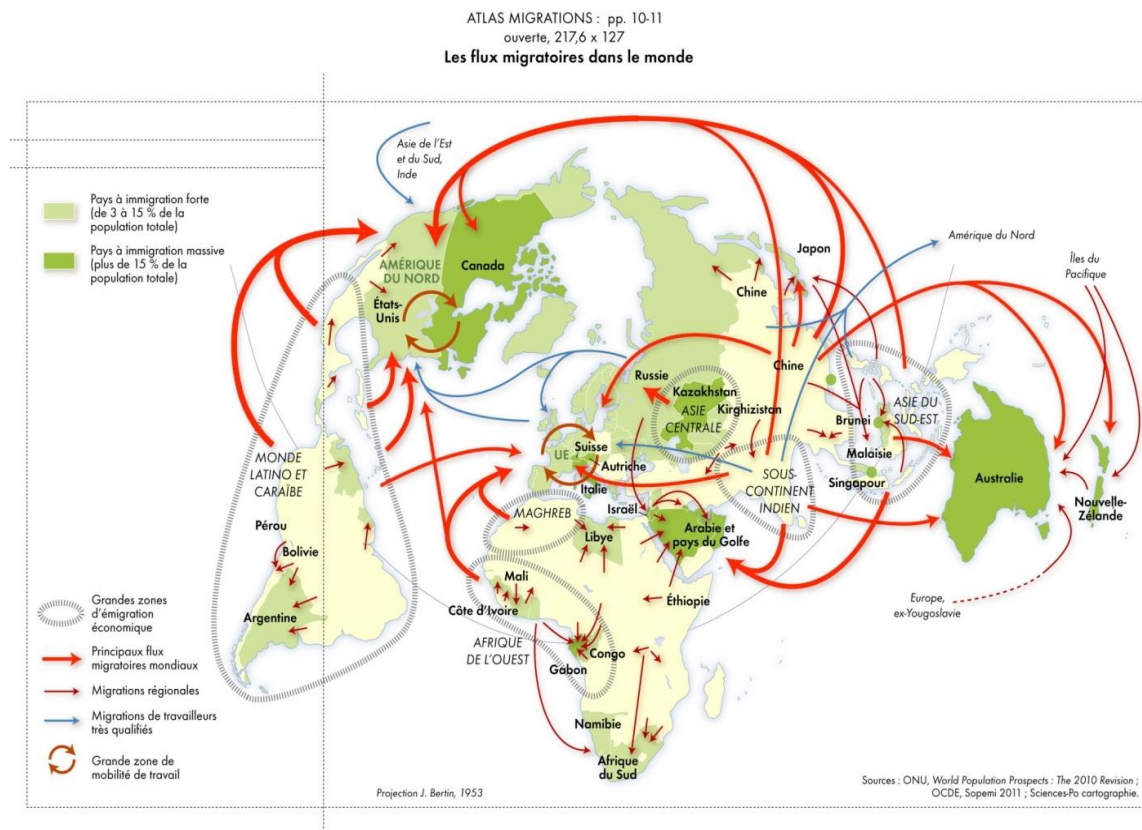 ATLAS MIGRATIONS : pp. 10-11
ouverte, 217,6 x 127
Les flux migratoires dans le monde
Pays à immigration forte
(de 3 à 15 % de la
population totale)
Pays à immigration massive
(plus de 15 % de la
population totale)
Asie de l'Est
et du Sud,
Inde
AMÉRIQUE
DU NORD
Canada
États-
Unis
Japon
Amérique du Nord
Îles du
Pacifique
Chine
Chine
Russie
Kazakhstan
Kirghizistan
ASIE
CENTRALE
ASIE DU
SUD-EST
Brunei
Malaisie
Singapour
Suisse
UE
Autriche
Italie
Israël
SOUS-
CONTINENT
INDIEN
Australie
Nouvelle-
Zélande
MONDE
LATINO ET
CARAÏBE
MAGHREB
Libye
Arabie et
pays du Golfe
Pérou
Bolivie
Argentine
Mali
Côte d'Ivoire
Éthiopie
Europe,
ex-Yougoslavie
AFRIQUE
DE L'OUEST
Congo
Gabon
Namibie
Afrique
du Sud
Grandes zones
d'émigration
économique
Principaux flux
migratoires mondiaux
Migrations régionales
Migrations de travailleurs
très qualifiés
Grande zone de
mobilité de travail
Projection J. Bertin, 1953
Sources : ONU, World Population Prospects : The 2010 Revision ;
OCDE, Sopemi 2011 ; Sciences-Po cartographie.